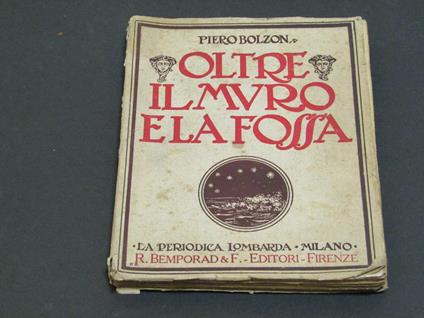 PIERO BOLZON
OLTRE
IL MVRO
E LA FOSSA
· LA PERIODICA LOMBARDA · MILANO ·
R. BEMPORAD & F. - EDITORI - FIRENZE